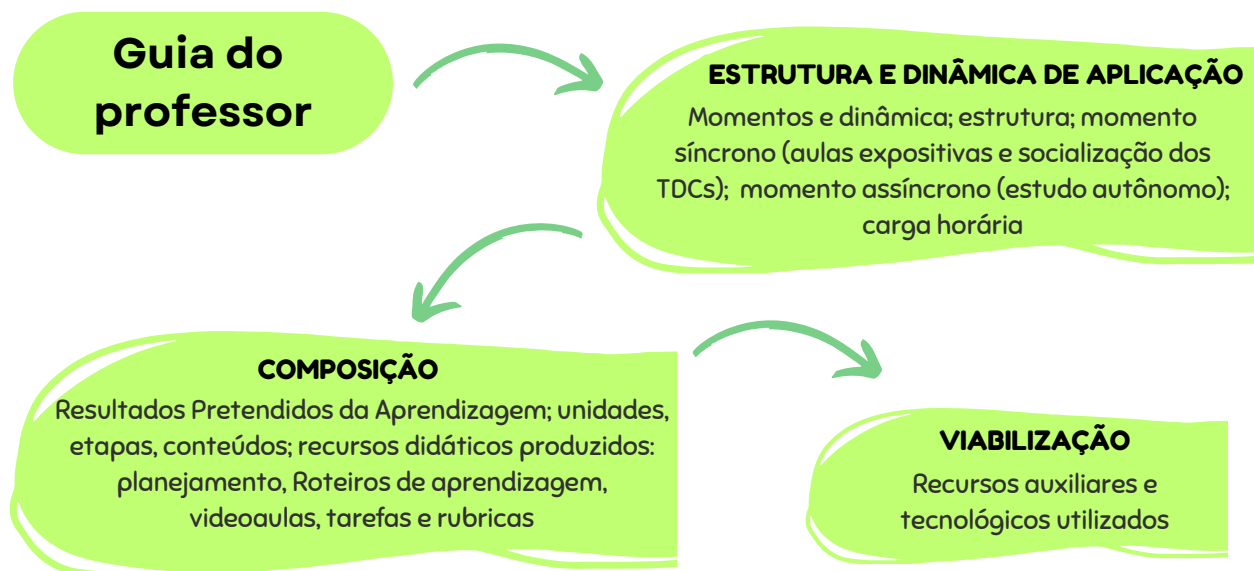 Guia do
professor
ESTRUTURA E DINÂMICA DE APLICAÇÃO
Momentos e dinâmica; estrutura; momento
síncrono (aulas expositivas e socialização dos
TDCs); momento assíncrono (estudo autônomo);
carga horária
COMPOSIÇÃO
Resultados Pretendidos da Aprendizagem; unidades,
etapas, conteúdos; recursos didáticos produzidos:
planejamento, Roteiros de aprendizagem,
videoaulas, tarefas e rubricas
VIABILIZAÇÃO
Recursos auxiliares e
tecnológicos utilizados